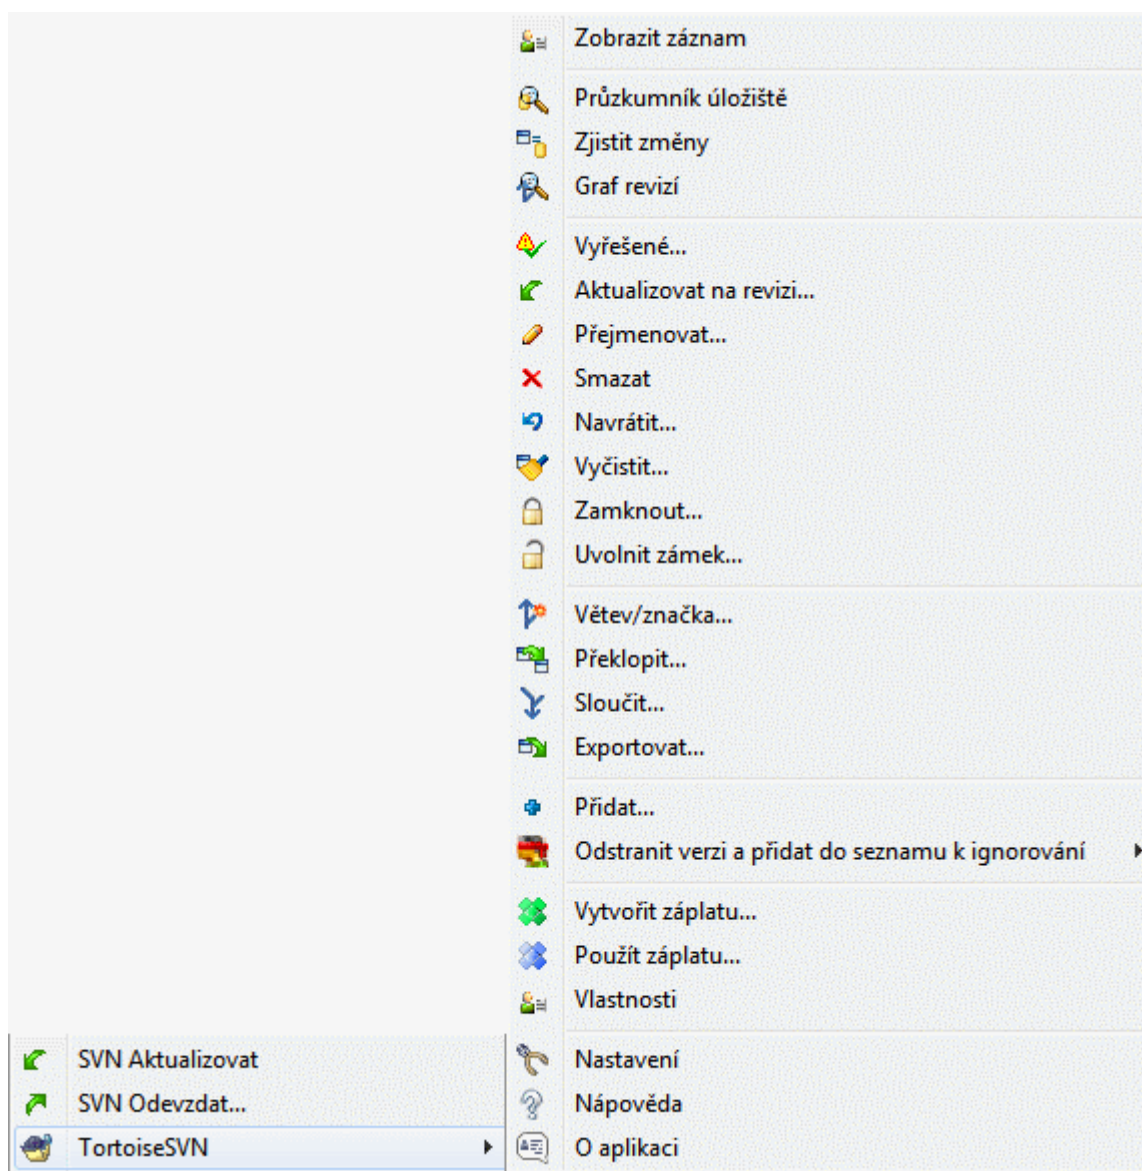 Zobrazit záznam
Průzkumník úložiště
Zjistit změny
Graf revizí
Vyřešené...
Aktualizovat na revizi...
Přejmenovat...
Smazat
Navrátit...
Vyčistit...
Zamknout...
Uvolnit zámek...
Větev/značka...
Překlopit...
Sloučit...
Exportovat...
Přidat...
Odstranit verzi a přidat do seznamu k ignorování
Vytvořit záplatu...
Použít záplatu...
Vlastnosti
SVN Aktualizovat
SVN Odevzdat...
TortoiseSVN
Nastavení
Nápověda
O aplikaci